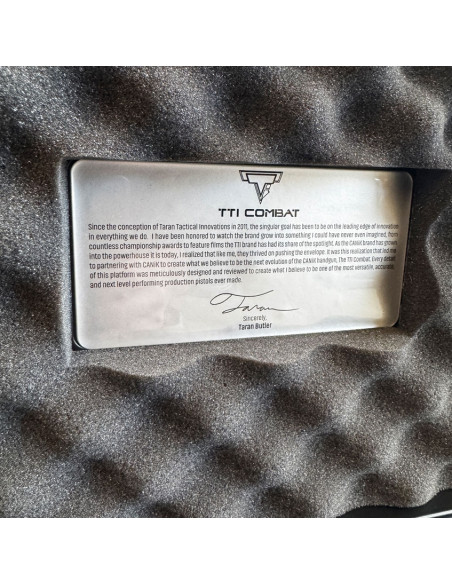 TTI COMBAT
Since the conception of Taran Tactical Innovations in 2011, the singular goal has been to be on the leading edge of innovation
in everything we do. I have been honored to watch the brand grow into something I could have never even imagined, from
countless championship awards to feature films the TTI brand has had its share of the spotlight. As the CANiK brand has grown
into the powerhouse it is today, I realized that like me, they thrived on pushing the envelope. It was this realization that led me
to partnering with CANiK to create what we believe to be the next evolution of the CANiK handgun, The TTI Combat. Every detail
of this platform was meticulously designed and reviewed to create what I believe to be one of the most versatile, accurate,
and next level performing production pistols ever made.
Taran
Sincerely,
Taran Butler